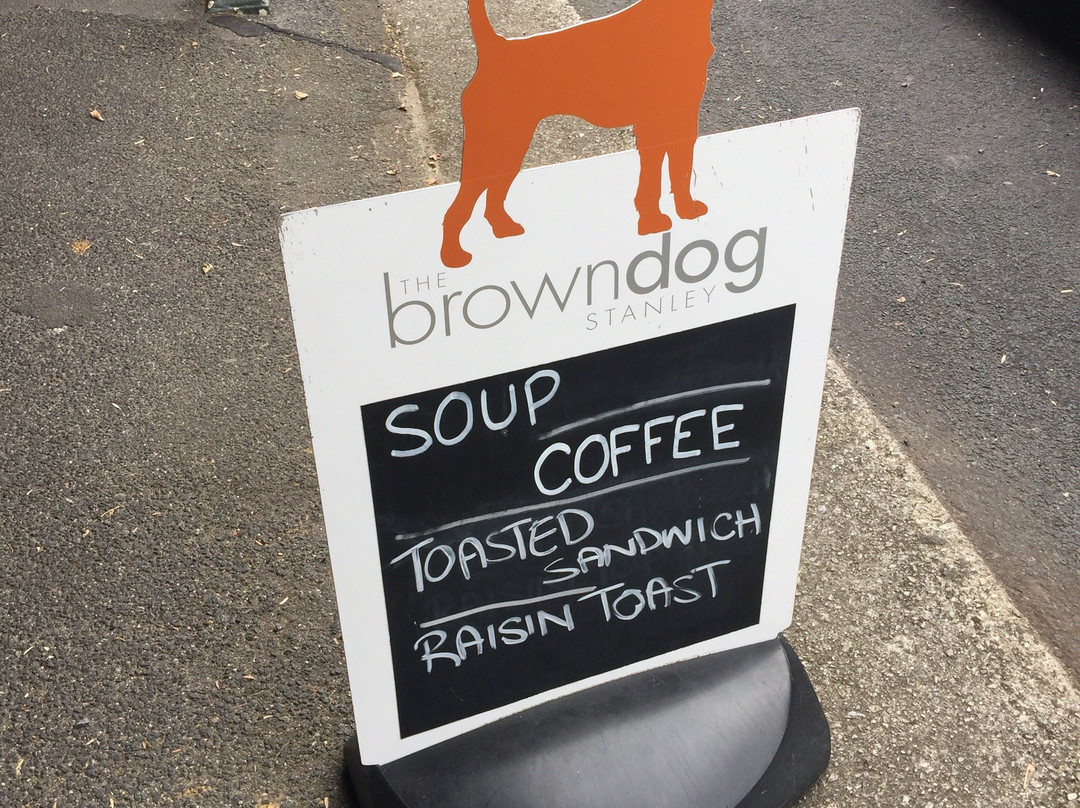 THE
browndog
STANLEY
SOUP
COFFEE
TOASTED
SANDWICH
RAISIN TOAST